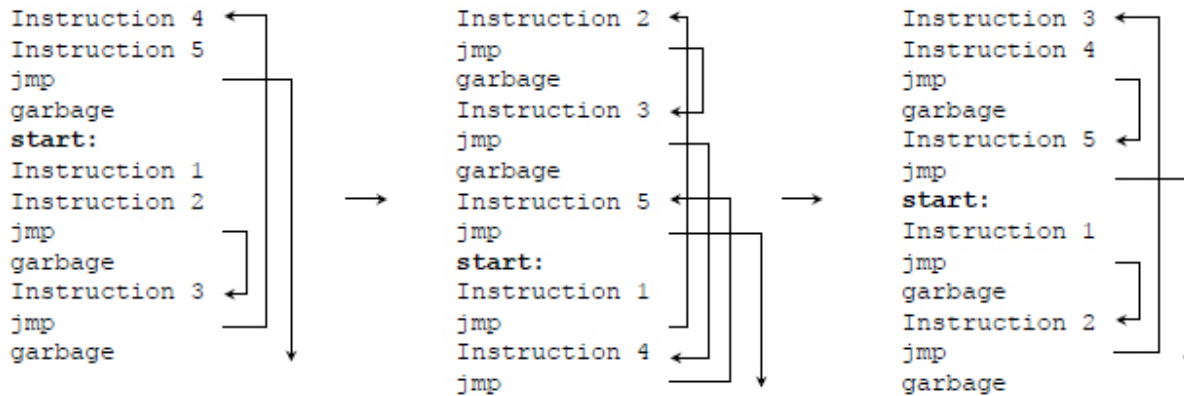 Instruction 4
Instruction 5
jmp
garbage
start:
Instruction 1
Instruction 2
jmp
garbage
Instruction 3
jmp
garbage
Instruction 2
jmp
garbage
Instruction 3
jmp
garbage
Instruction 5
jmp
start:
Instruction 1
jmp
Instruction 4
jmp
Instruction 3
Instruction 4
jmp
garbage
Instruction 5
jmp
start:
Instruction 1
jmp
garbage
Instruction 2
jmp
garbage